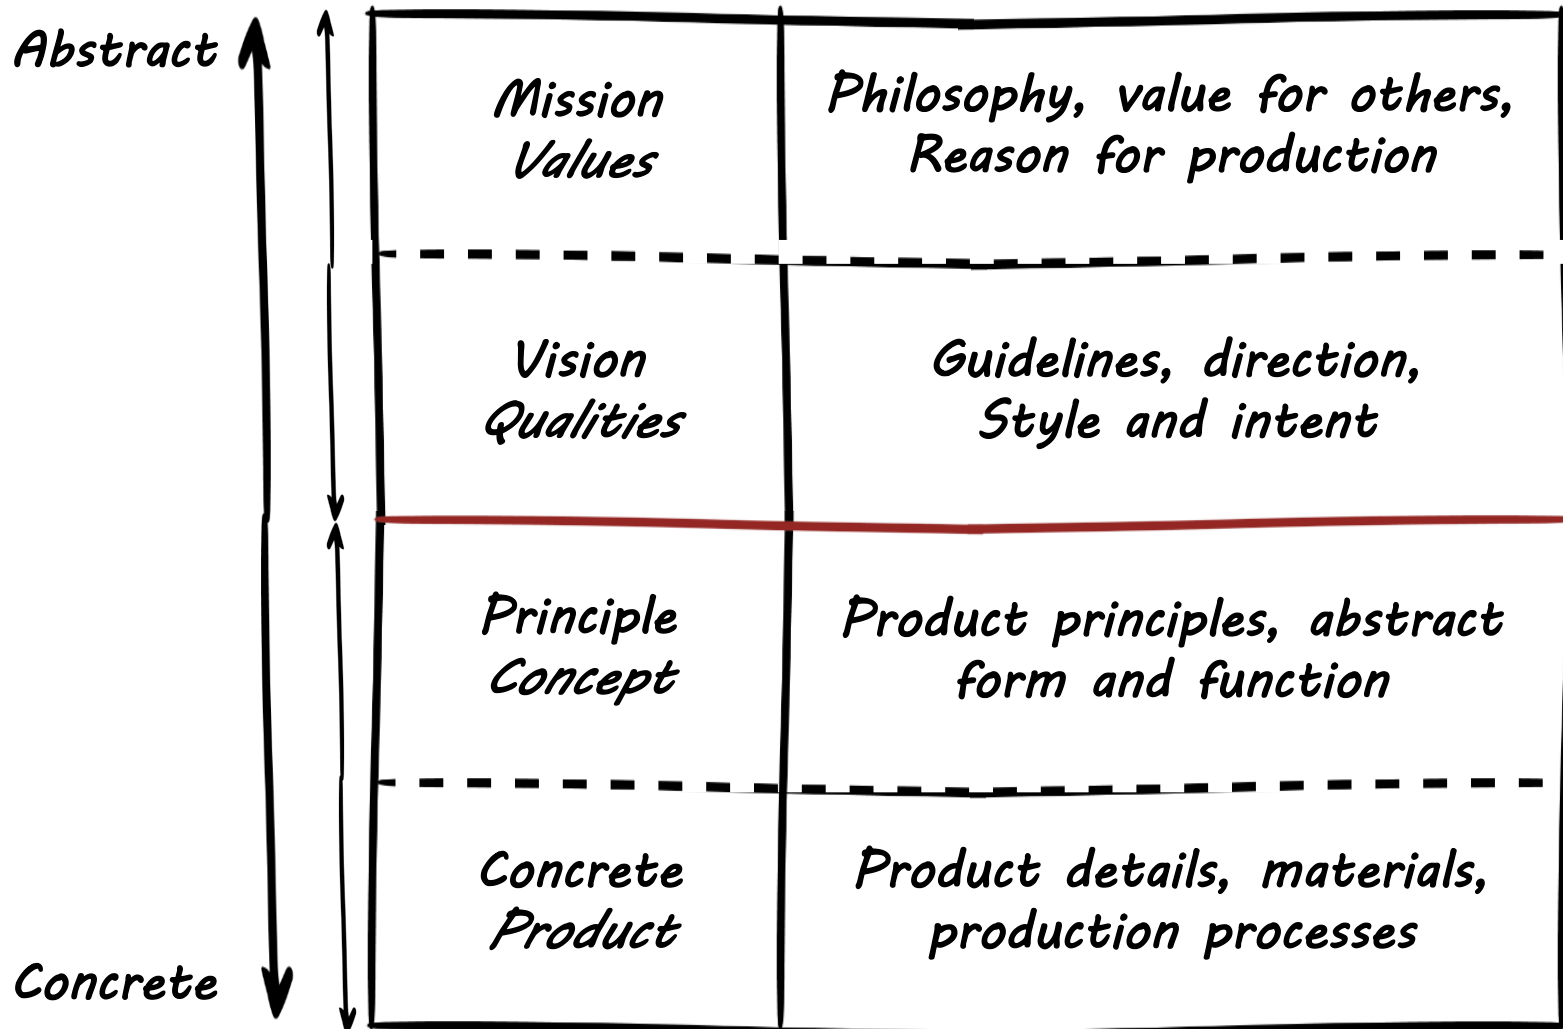 Abstract
Mission
Values
Philosophy, value for others,
Reason for production
Vision
Qualities
Guidelines, direction,
Style and intent
Principle
Concept
Product principles, abstract
form and function
Concrete
Product
Product details, materials,
production processes
Concrete